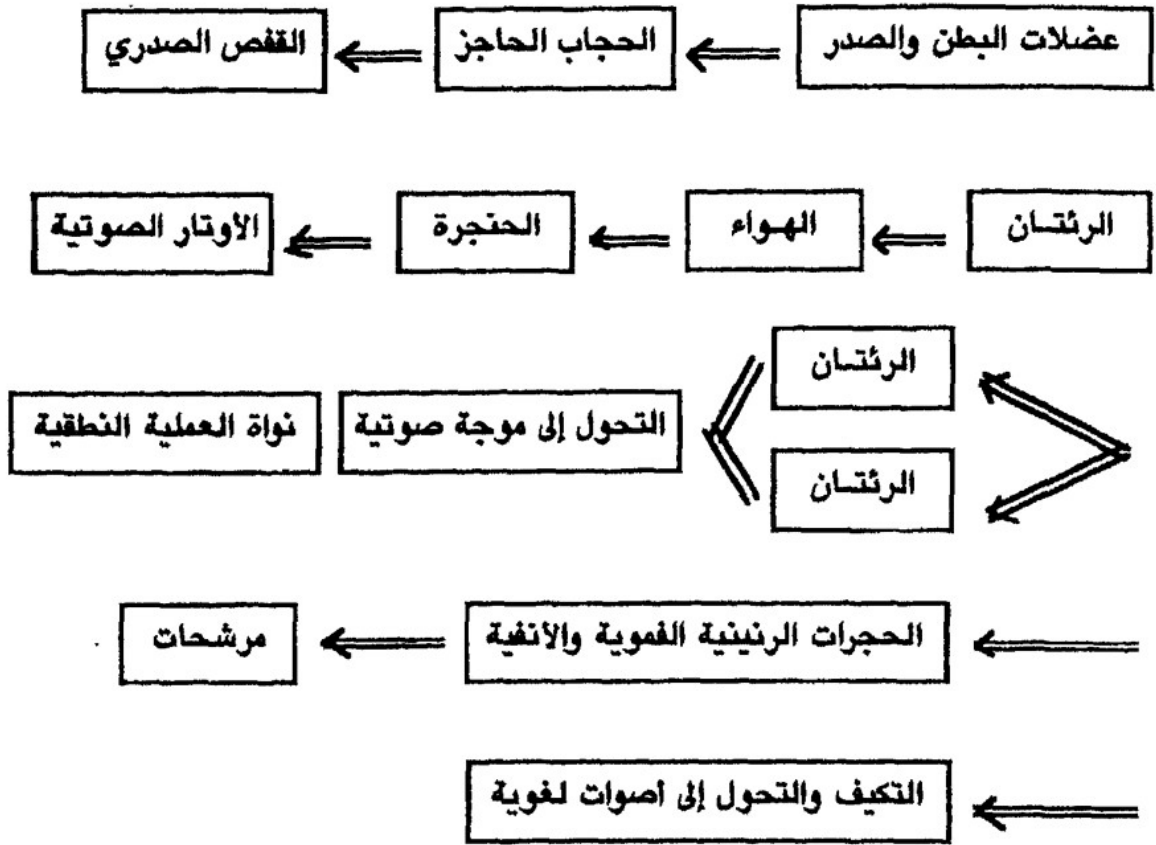 عضلات البطن والصدر الحجاب الحاجز القفص الصدري
الرئتان الهواء الحنجرة الأوتار الصوتية
الرئتان
التحول إلى موجة صوتية نواة العملية النطقية
الرئتان
الحجرات الرنينية الفموية والأنفية مرشحات
التكيف والتحول إلى أصوات لغوية